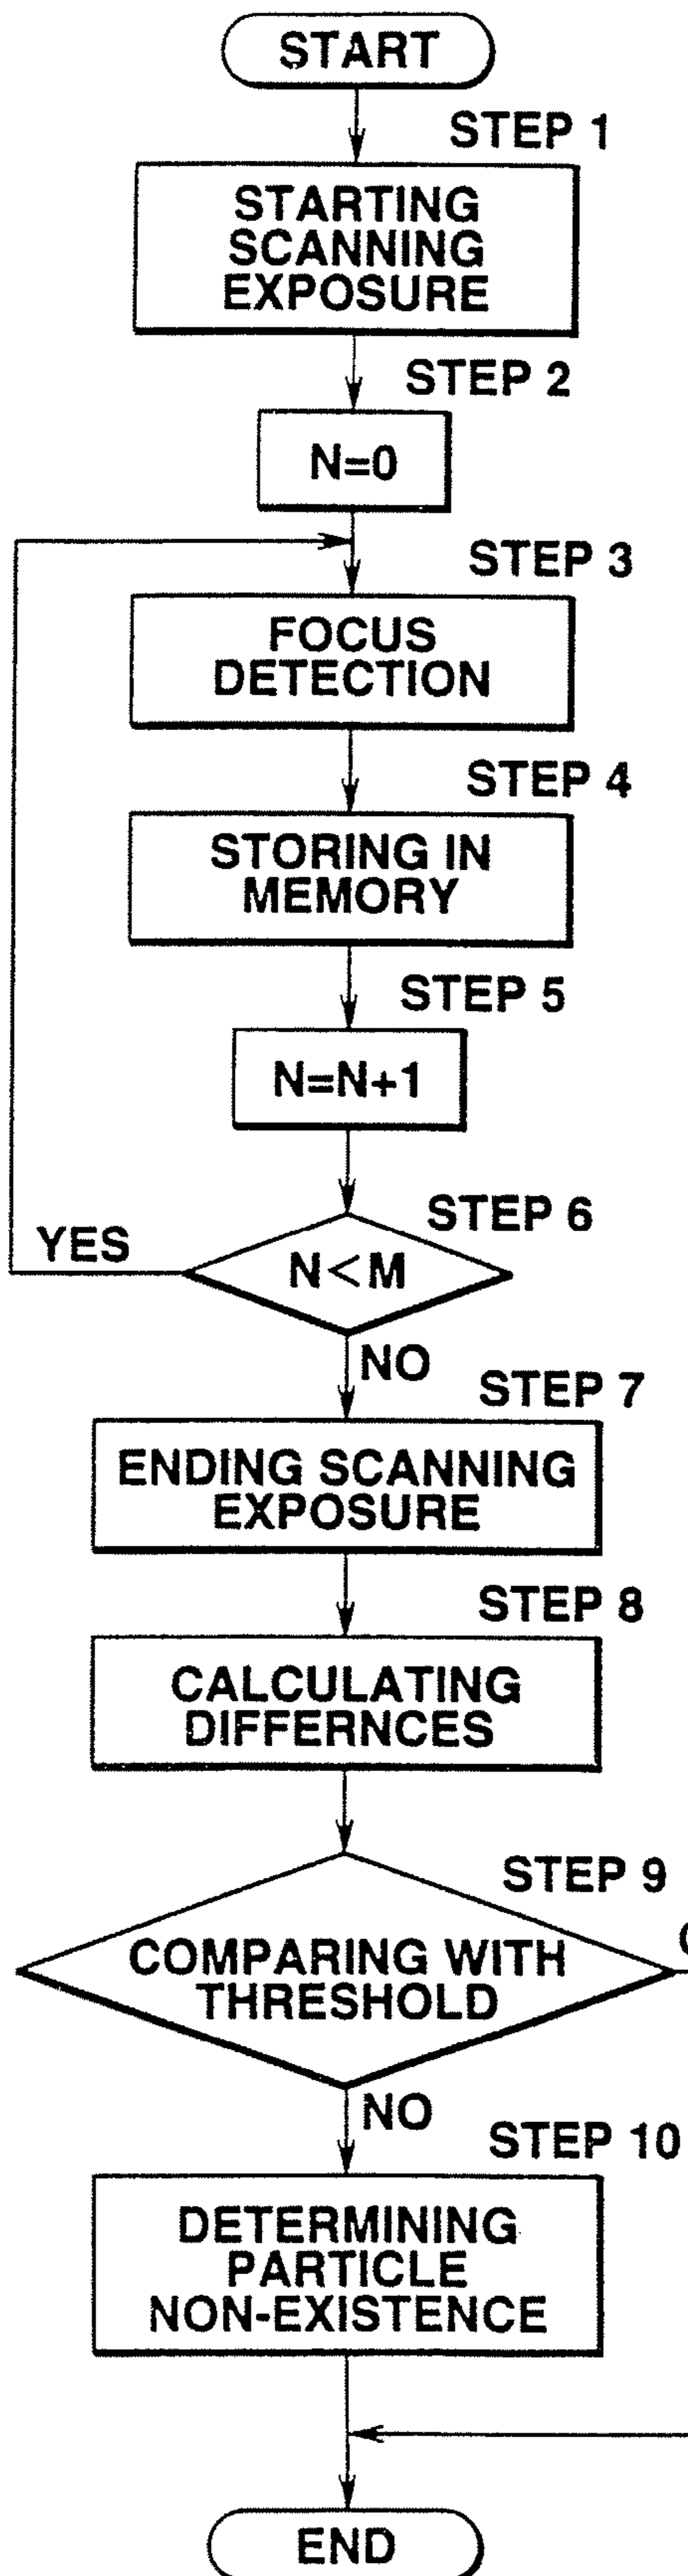 START
STEP 1
STARTING
SCANNING
EXPOSURE
STEP 2
N=0
STEP 3
FOCUS
DETECTION
STEP 4
STORING IN
MEMORY
STEP 5
N=N+1
STEP 6
YES
N<M
NO
STEP 7
ENDING SCANNING
EXPOSURE
STEP 8
CALCULATING
DIFFERNCES
STEP 9
COMPARING WITH
THRESHOLD
NO
STEP 10
DETERMINING
PARTICLE
NON-EXISTENCE
END